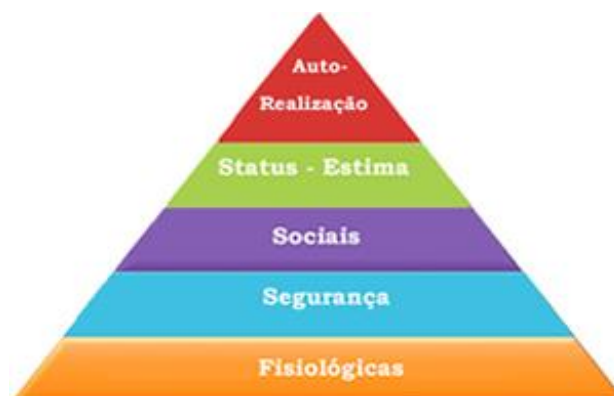 Auto-
Realização
Status - Estima
Sociais
Segurança
Fisiológicas